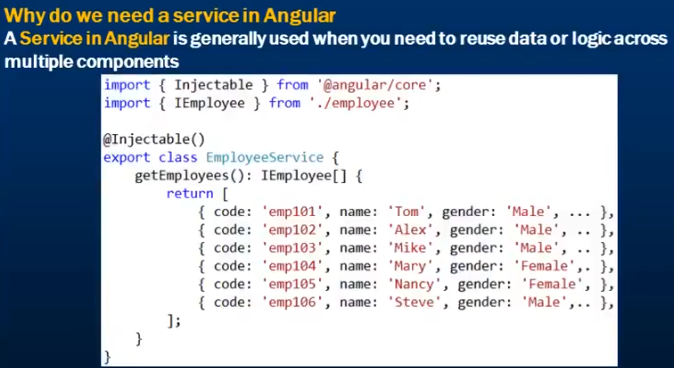 Why do we need a service in Angular
A Service in Angular is generally used when you need to reuse data or logic across
multiple components
import { Injectable } from '@angular/core';
import { IEmployee } from './employee';
@Injectable()
export class EmployeeService {
getEmployees(): IEmployee[] {
return [
{ code: 'emp101', name: 'Tom', gender: 'Male', ... },
{ code: 'emp102', name: 'Alex', gender: 'Male', .. },
{ code: 'emp103', name: 'Mike', gender: 'Male', .. },
{ code: 'emp104', name: 'Mary', gender: 'Female',. },
{ code: 'emp105', name: 'Nancy', gender: 'Female', },
{ code: 'emp106', name: 'Steve', gender: 'Male',.. },
];
}
}